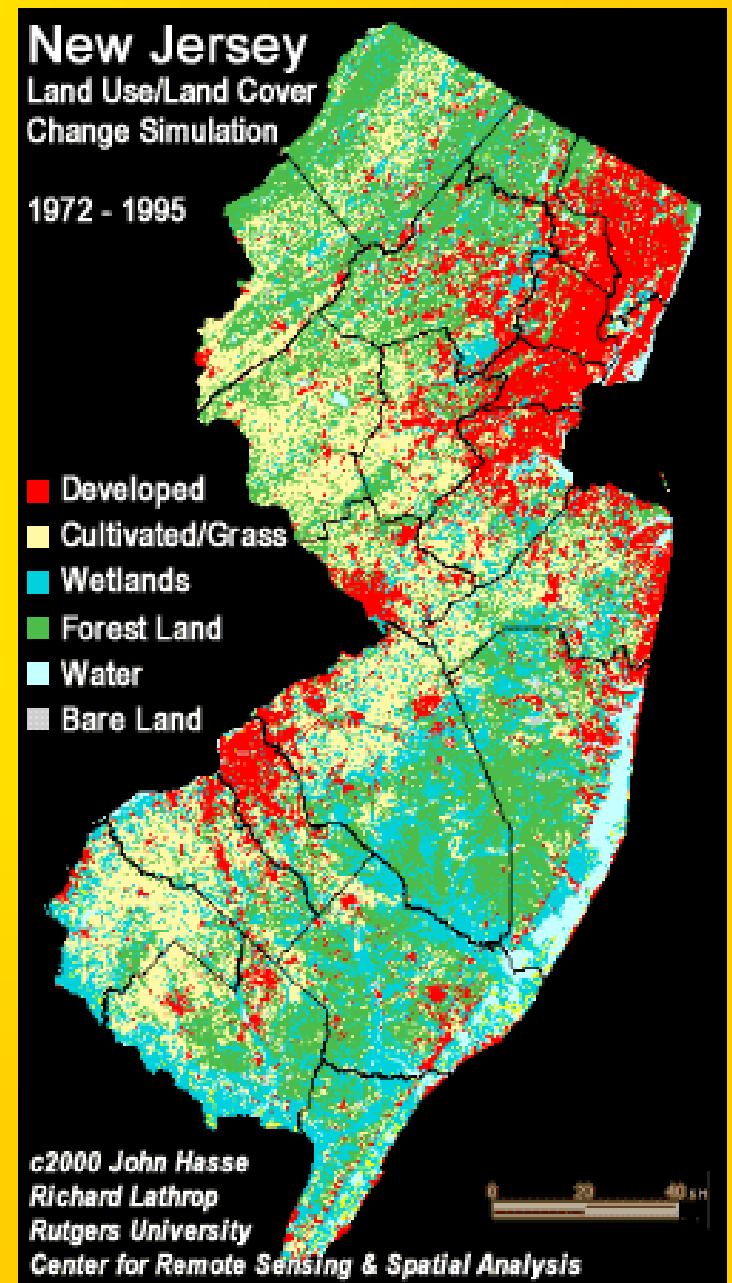 New Jersey
Land Use/Land Cover
Change Simulation
1972 - 1995
Developed
Cultivated/Grass
Wetlands
Forest Land
Water
Bare Land
c2000 John Hasse
Richard Lathrop
Rutgers University
Center for Remote Sensing & Spatial Analysis
0 20 40